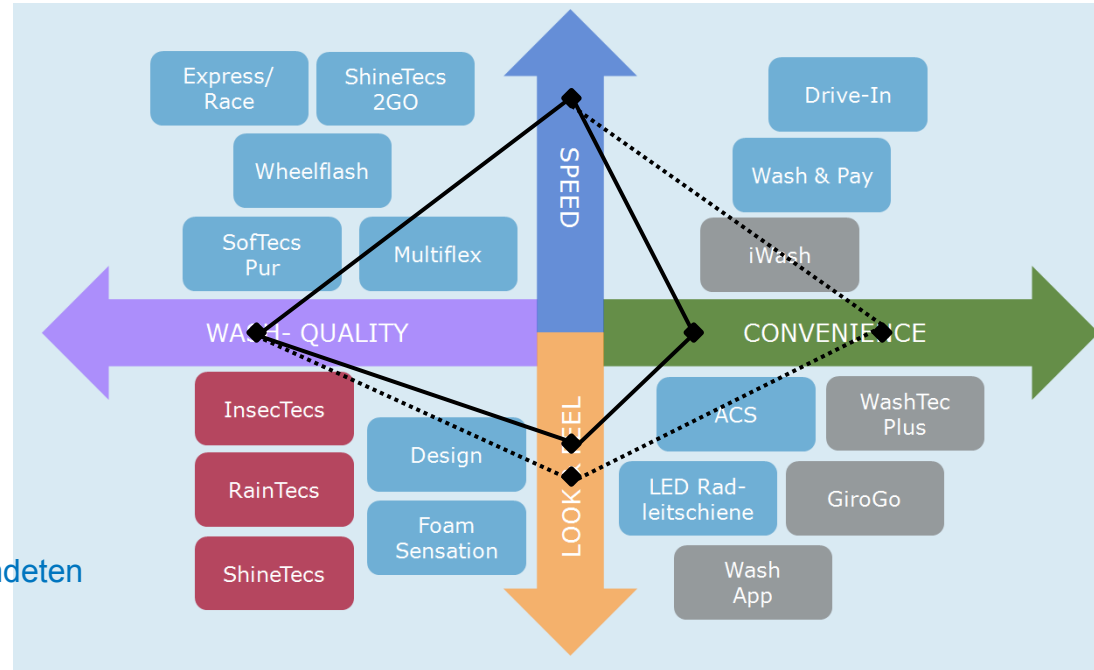 Express/
Race
ShineTecs
2GO
Drive-In
Wheelflash
Wash & Pay
SPEED
SofTecs
Pur
Multiflex
iWash
WASH- QUALITY
CONVENIENCE
InsecTecs
Design
LOOK & FEEL
ACS
WashTec
Plus
RainTecs
LED Rad-
leitschiene
GiroGo
Foam
Sensation
ShineTecs
Wash
App
deten